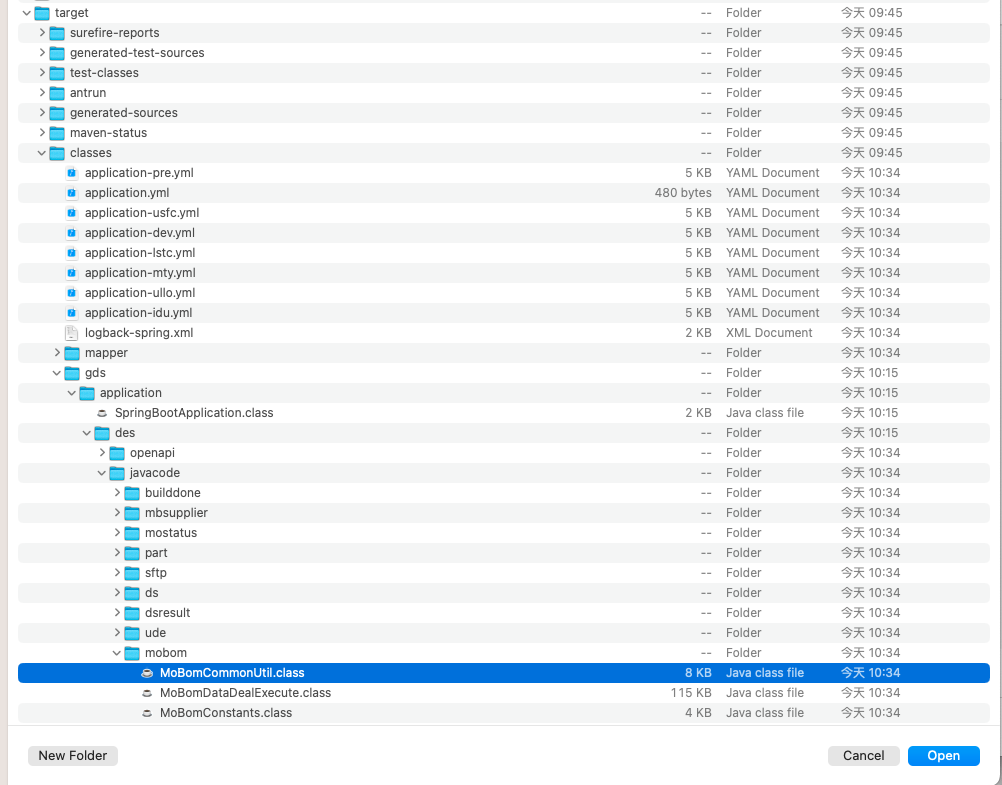 target -- Folder 今天 09:45
surefire-reports -- Folder 今天 09:45
generated-test-sources -- Folder 今天 09:45
test-classes -- Folder 今天 09:45
antrun -- Folder 今天 09:45
generated-sources -- Folder 今天 09:45
maven-status -- Folder 今天 09:45
classes -- Folder 今天 09:45
application-pre.yml 5 KB YAML Document 今天 10:34
application.yml 480 bytes YAML Document 今天 10:34
application-usfc.yml 5 KB YAML Document 今天 10:34
application-dev.yml 5 KB YAML Document 今天 10:34
application-lstc.yml 5 KB YAML Document 今天 10:34
application-mty.yml 5 KB YAML Document 今天 10:34
application-ullo.yml 5 KB YAML Document 今天 10:34
application-idu.yml 5 KB YAML Document 今天 10:34
logback-spring.xml 2 KB XML Document 今天 10:34
mapper -- Folder 今天 10:34
gds -- Folder 今天 10:15
application -- Folder 今天 10:15
SpringBootApplication.class 2 KB Java class file 今天 10:15
des -- Folder 今天 10:15
openapi -- Folder 今天 10:34
javacode -- Folder 今天 10:34
builddone -- Folder 今天 10:34
mbsupplier -- Folder 今天 10:34
mostatus -- Folder 今天 10:34
part -- Folder 今天 10:34
sftp -- Folder 今天 10:34
ds -- Folder 今天 10:34
dsresult -- Folder 今天 10:34
ude -- Folder 今天 10:34
mobom -- Folder 今天 10:34
MoBomCommonUtil.class 8 KB Java class file 今天 10:34
MoBomDataDealExecute.class 115 KB Java class file 今天 10:34
MoBomConstants.class 4 KB Java class file 今天 10:34
New Folder Cancel Open